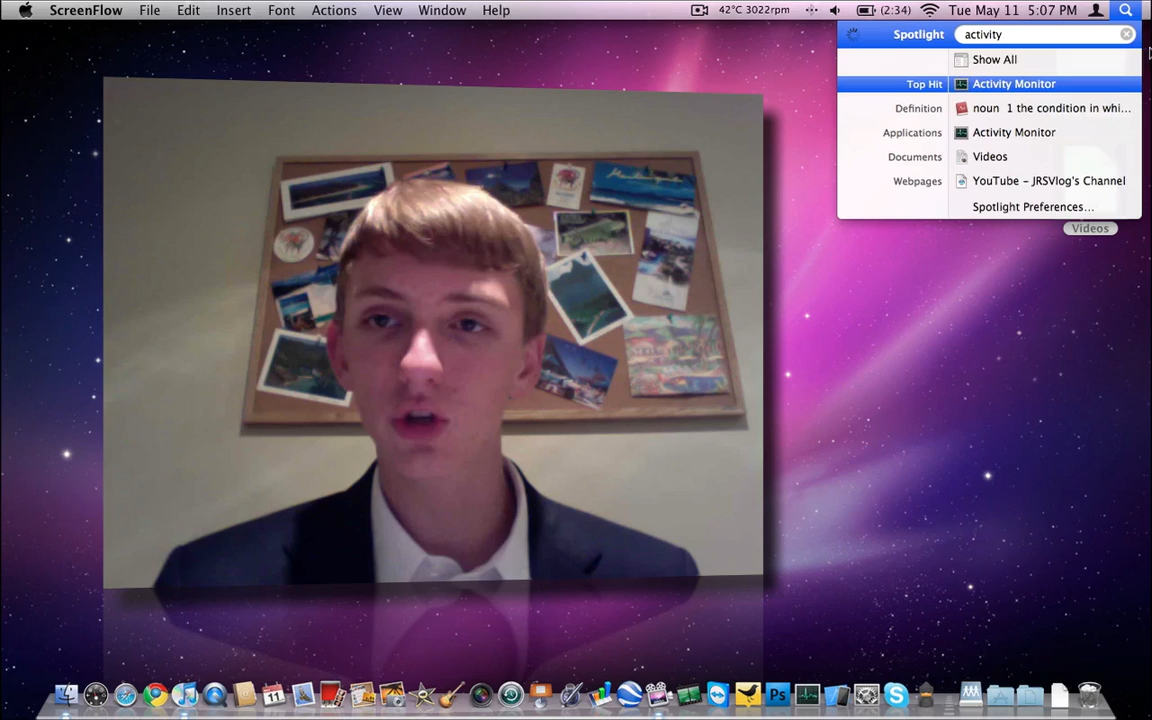 ScreenFlow File Edit Insert Font Actions View Window Help 42°C 3022rpm (2:34) Tue May 11 5:07 PM
Spotlight activity
Show All
Top Hit Activity Monitor
Definition noun 1 the condition in whi...
Applications Activity Monitor
Documents Videos
Webpages YouTube – JRSVlog's Channel
Spotlight Preferences...
Videos
11
Ps